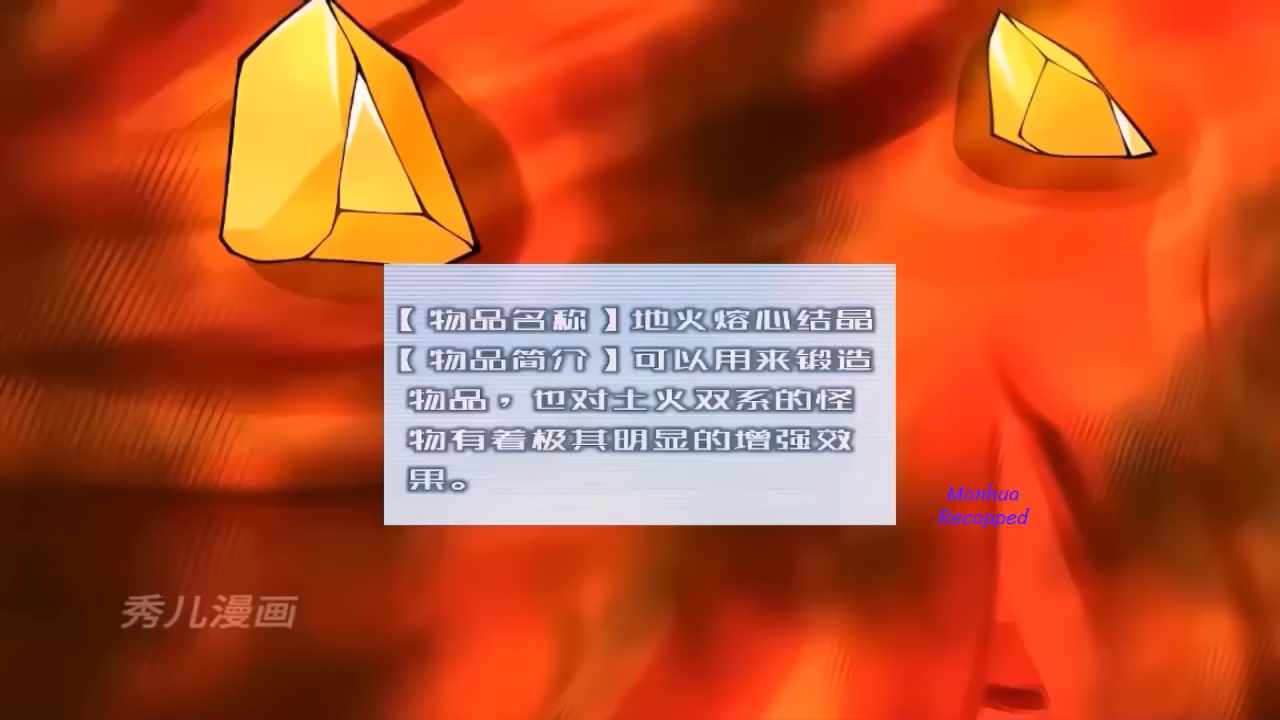 【物品名称】地火熔心结晶
【物品简介】可以用来锻造
物品，也对土火双系的怪
物有着极其明显的增强效
果。
Manhua
Recapped
秀儿漫画